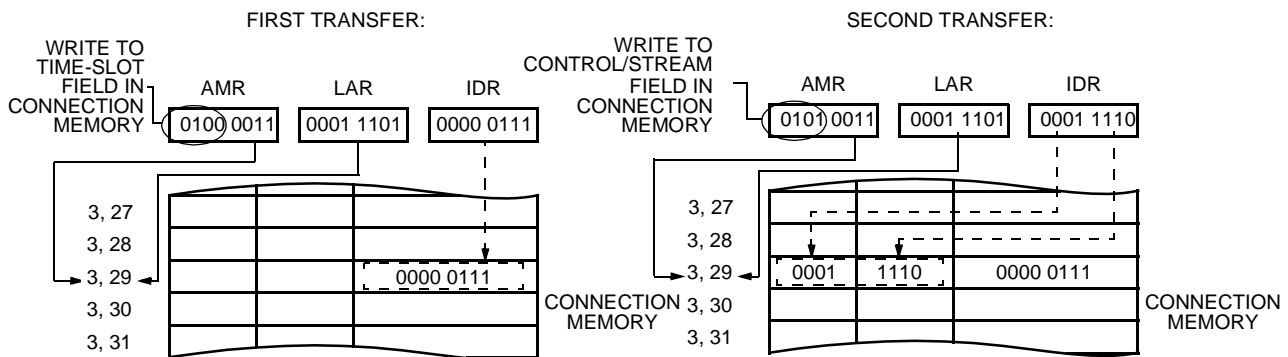 FIRST TRANSFER:
WRITE TO
TIME-SLOT
FIELD IN
CONNECTION
MEMORY
AMR
LAR
IDR
0100 0011
0001 1101
0000 0111
3, 27
3, 28
3, 29
3, 30
3, 31
0000 0111
CONNECTION
MEMORY
SECOND TRANSFER:
WRITE TO
CONTROL/STREAM
FIELD IN
CONNECTION
MEMORY
AMR
LAR
IDR
0101 0011
0001 1101
0001 1110
3, 27
3, 28
3, 29
3, 30
3, 31
0001
1110
0000 0111
CONNECTION
MEMORY